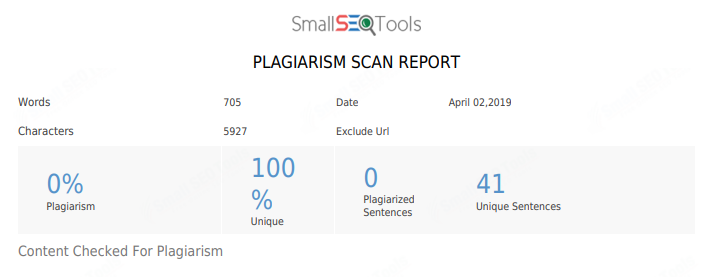 SmallSEOTools
PLAGIARISM SCAN REPORT
Words 705 Date April 02,2019
Characters 5927 Exclude Url
0%
Plagiarism
100
%
Unique
0
Plagiarized
Sentences
41
Unique Sentences
Content Checked For Plagiarism